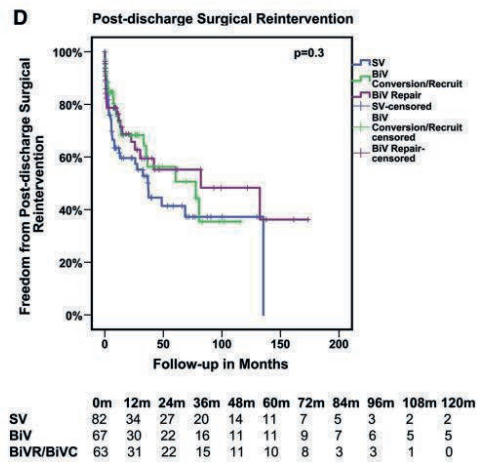 D
Post-discharge Surgical Reintervention
p=0.3
Freedom from Post-discharge Surgical
Reintervention
100%
80%
60%
40%
20%
0%
0 50 100 150 200
Follow-up in Months
SV
BiV
Conversion/Recruit
BiV Repair
SV-censored
BiV
Conversion/Recruit
censored
BiV Repair-
censored
0m 12m 24m 36m 48m 60m 72m 84m 96m 108m 120m
SV 82 34 27 20 14 11 7 5 3 2 2
BiV 67 30 22 16 11 11 9 7 6 5 5
BiVR/BiVC 63 31 22 15 11 10 8 3 3 1 0